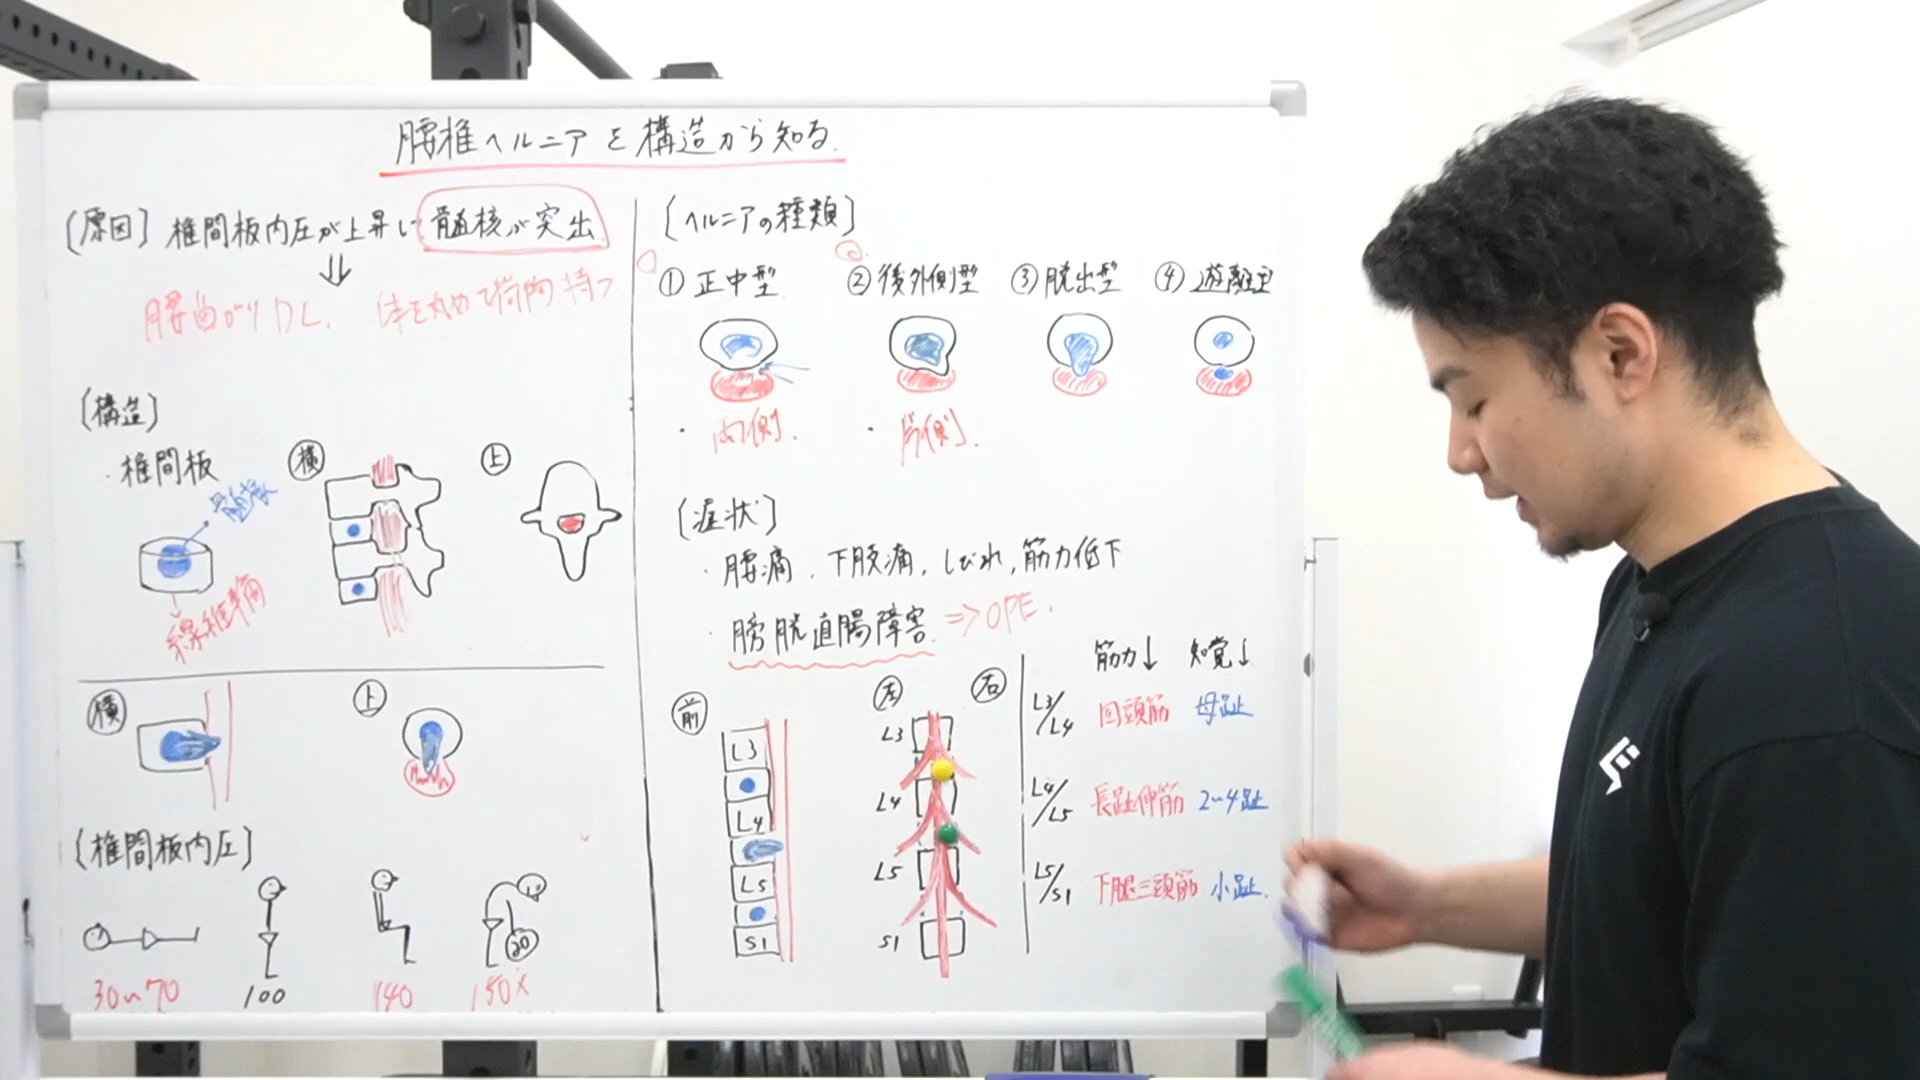 腰椎ヘルニアを構造から知る.
〔原因〕椎間板内圧が上昇し髄核が突出.
⇓
腰曲がりDL. 体を丸めて荷物持つ
〔構造〕
・椎間板
髄核
線維輪
横
上
横
上
〔椎間板内圧〕
30~70
100
140
150×
10
20
〔ヘルニアの種類〕
①正中型
②後外側型
③脱出型
④遊離型
・両側.
・片側.
〔症状〕
・腰痛, 下肢痛, しびれ, 筋力低下
・膀胱直腸障害. ⇒OPE.
前
L3
L4
L5
S1
左
右
L3
L4
L5
S1
筋力↓ 知覚↓
L3/L4 回頭筋 母趾
L4/L5 長趾伸筋 2~4趾
L5/S1 下腿三頭筋 小趾.